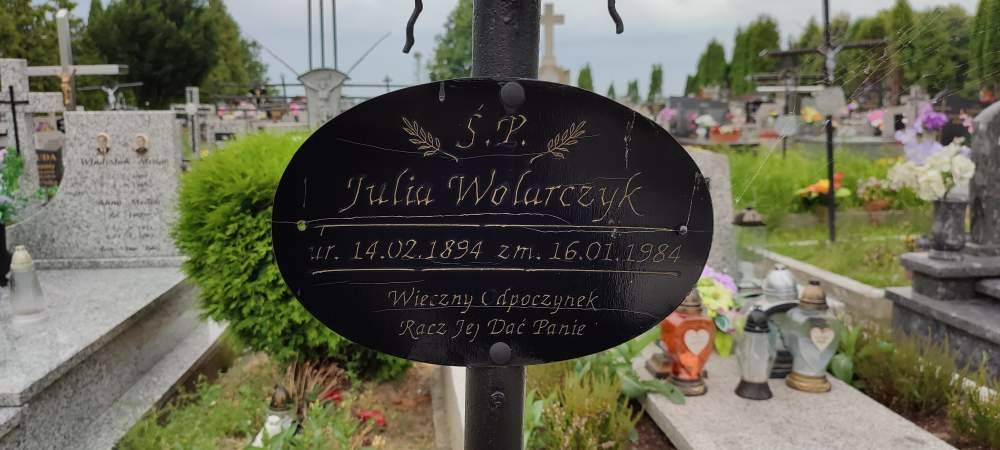 Ś.P.
Julia Wolarczyk
ur. 14.02.1894 zm. 16.01.1984
Wieczny Odpoczynek
Racz Jej Dać Panie